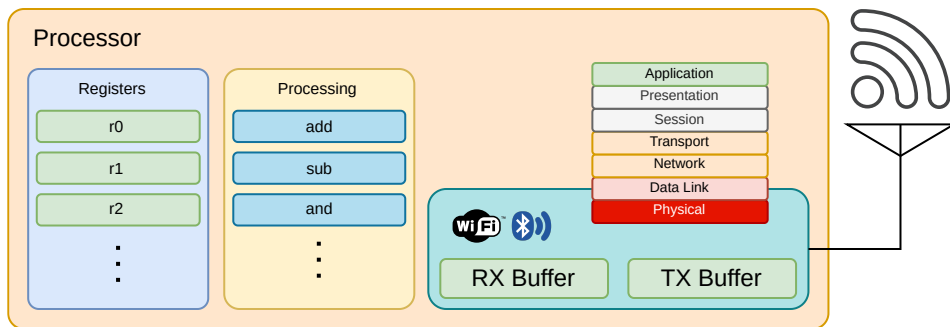 Processor
Registers
r0
r1
r2
Processing
add
sub
and
Application
Presentation
Session
Transport
Network
Data Link
Physical
WiFi™
RX Buffer
TX Buffer